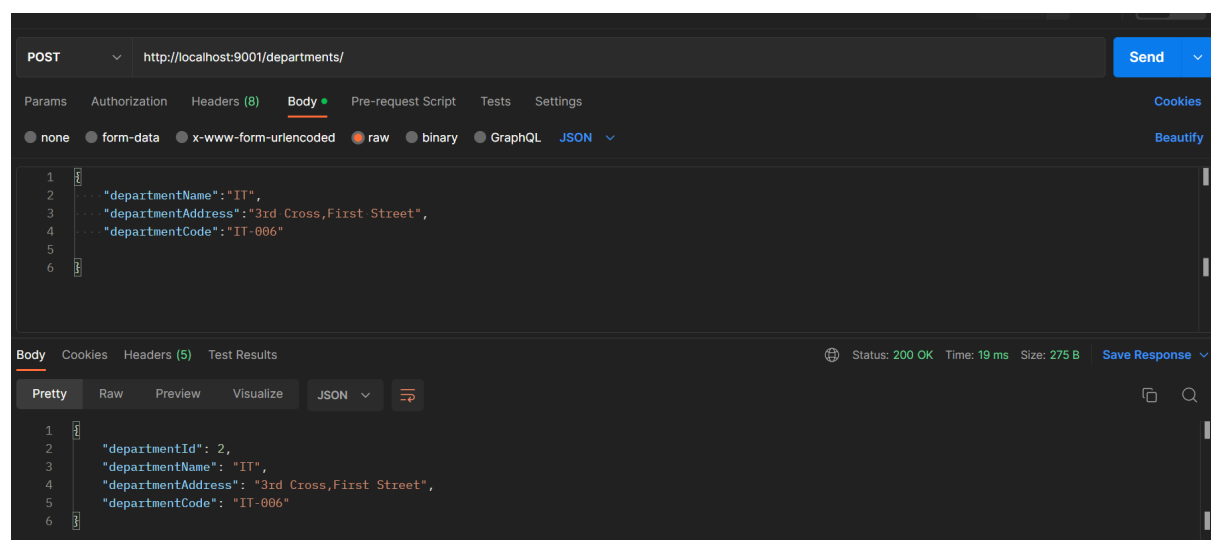 POST http://localhost:9001/departments/ Send
Params Authorization Headers (8) Body Pre-request Script Tests Settings Cookies
none form-data x-www-form-urlencoded raw binary GraphQL JSON Beautify
1 {
2 ····"departmentName":"IT",
3 ····"departmentAddress":"3rd·Cross,First·Street",
4 ····"departmentCode":"IT-006"
5
6 }
Body Cookies Headers (5) Test Results Status: 200 OK Time: 19 ms Size: 275 B Save Response
Pretty Raw Preview Visualize JSON
1 {
2 "departmentId": 2,
3 "departmentName": "IT",
4 "departmentAddress": "3rd Cross,First Street",
5 "departmentCode": "IT-006"
6 }